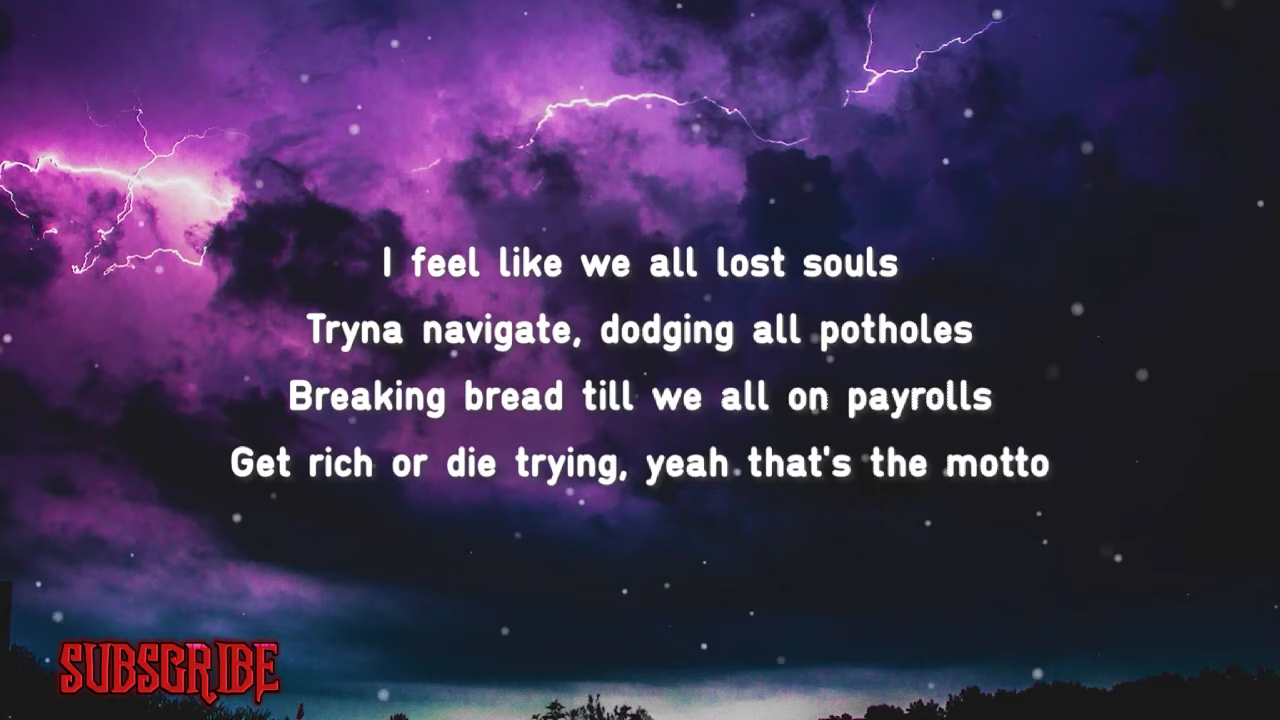 I feel like we all lost souls
Tryna navigate, dodging all potholes
Breaking bread till we all on payrolls
Get rich or die trying, yeah that's the motto
SUBSCRIBE